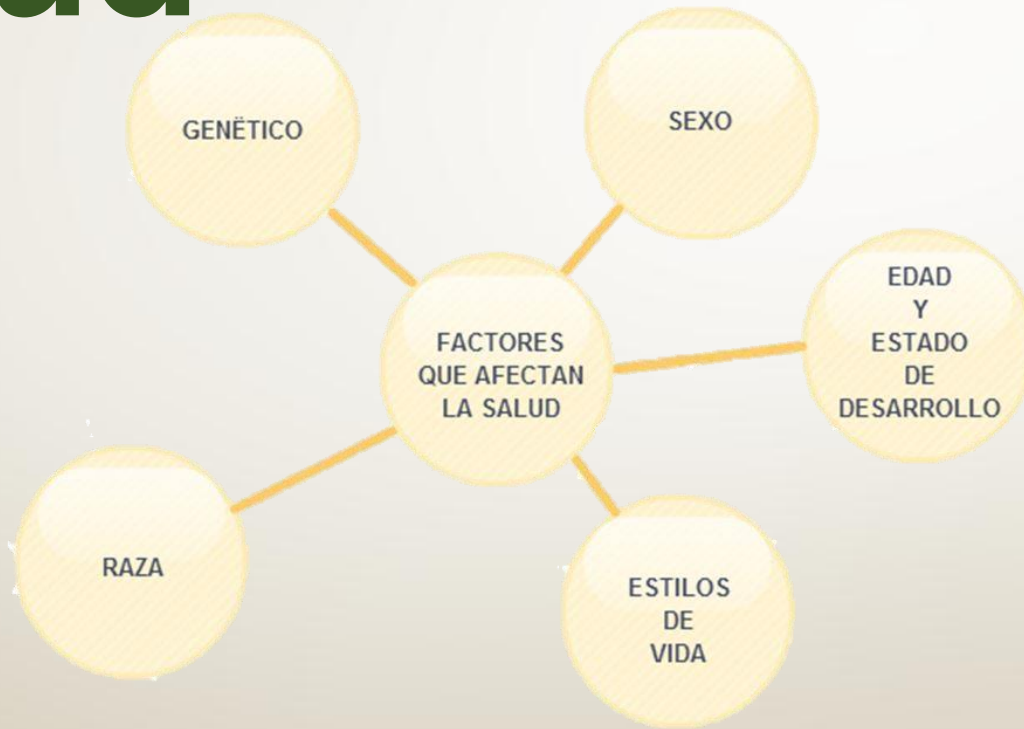 GENËTICO
SEXO
EDAD
Y
ESTADO
DE
DESARROLLO
FACTORES
QUE AFECTAN
LA SALUD
RAZA
ESTILOS
DE
VIDA